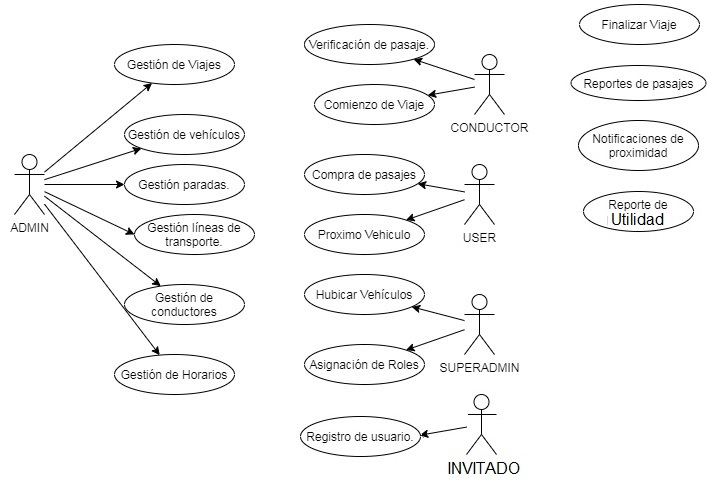 Gestión de Viajes
Gestión de vehículos
Gestión paradas.
Gestión líneas de
transporte.
Gestión de
conductores
Gestión de Horarios
ADMIN
Verificación de pasaje.
Comienzo de Viaje
CONDUCTOR
Compra de pasajes
Proximo Vehiculo
USER
Hubicar Vehículos
Asignación de Roles
SUPERADMIN
Registro de usuario.
INVITADO
Finalizar Viaje
Reportes de pasajes
Notificaciones de
proximidad
Reporte de
Utilidad